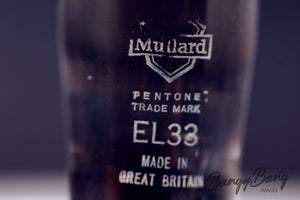 Mullard
PENTONE
TRADE MARK
EL33
MADE IN
GREAT BRITAIN
BangyBang
IMAGES